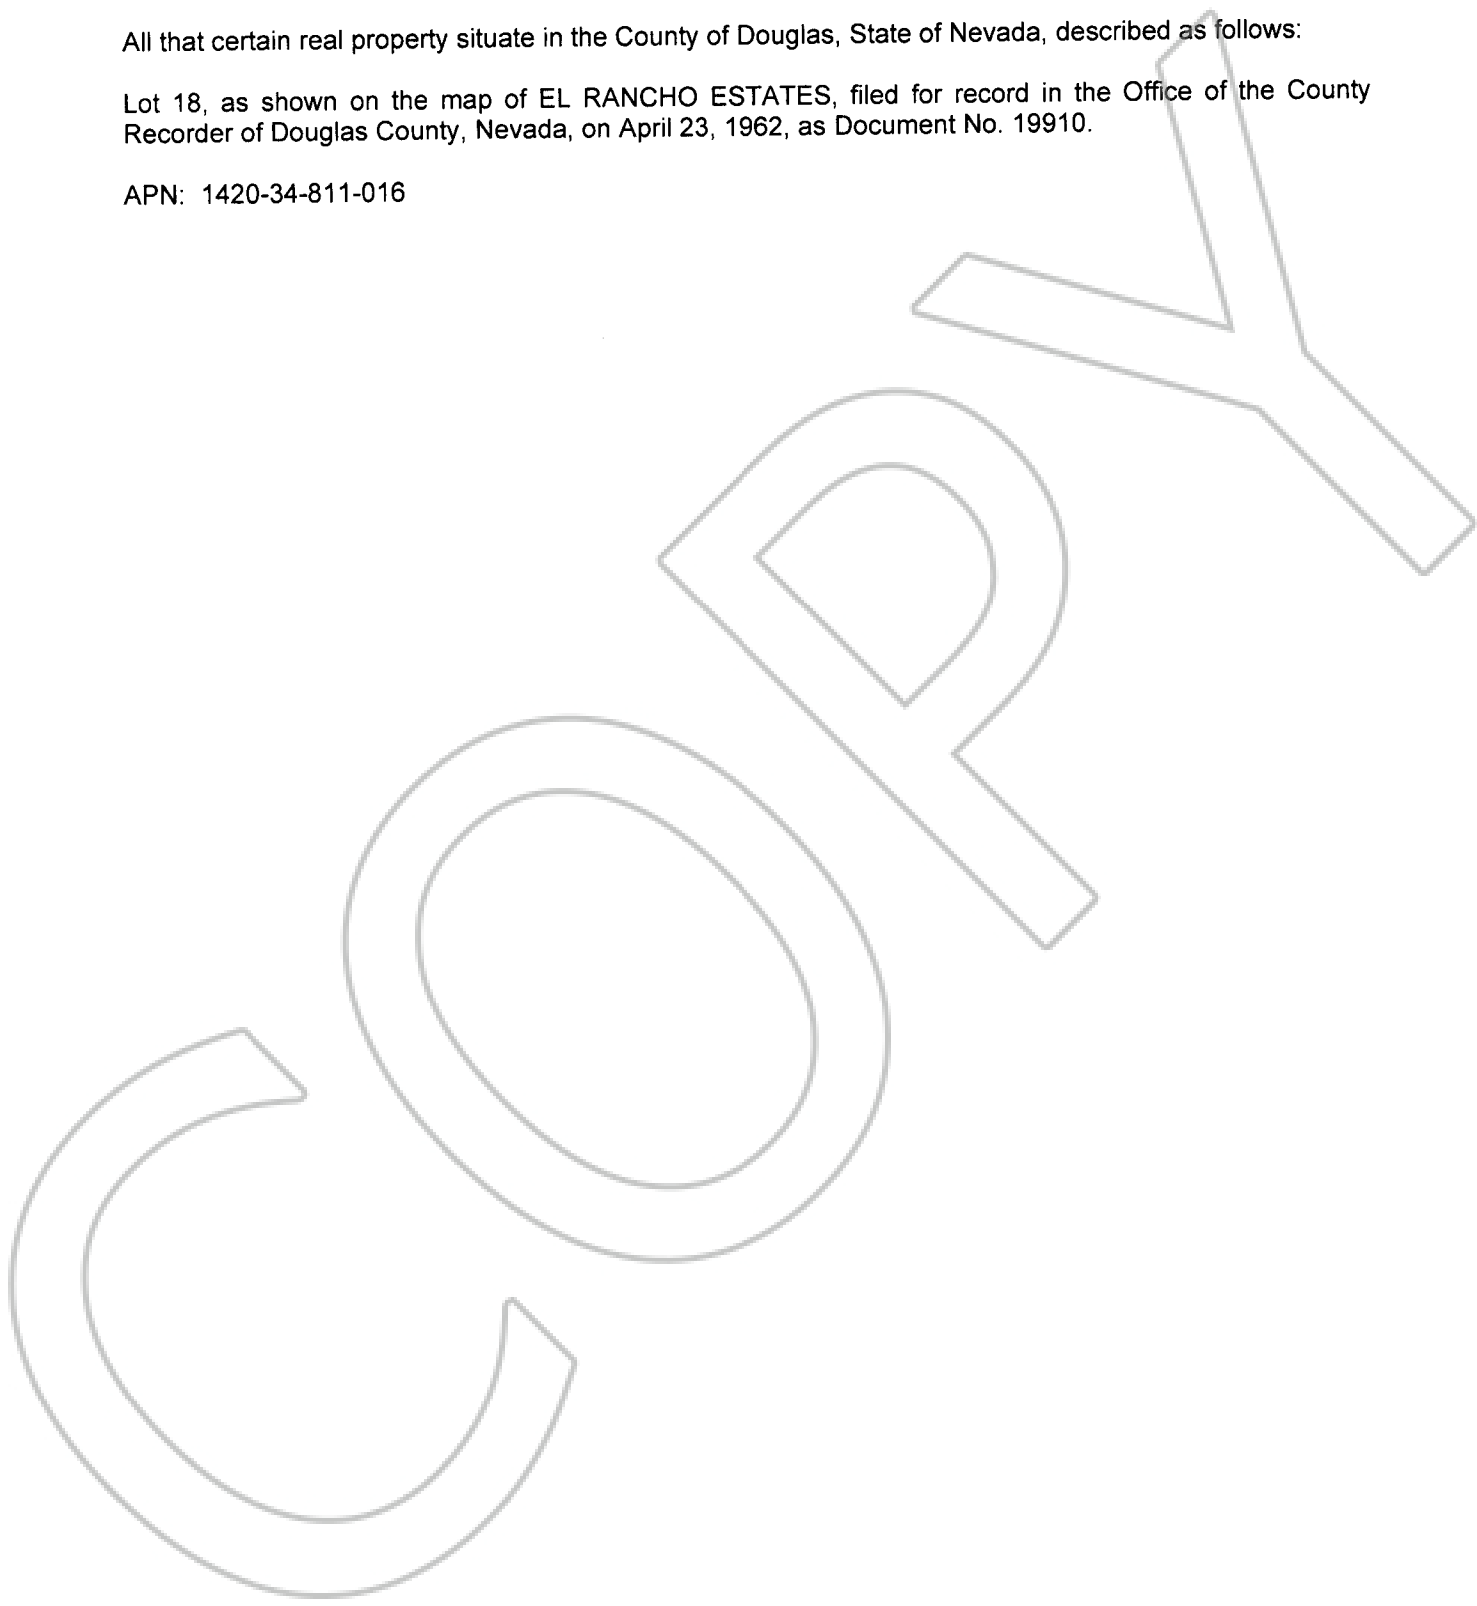 All that certain real property situate in the County of Douglas, State of Nevada, described as follows:
Lot 18, as shown on the map of EL RANCHO ESTATES, filed for record in the Office of the County
Recorder of Douglas County, Nevada, on April 23, 1962, as Document No. 19910.
APN: 1420-34-811-016
COPY